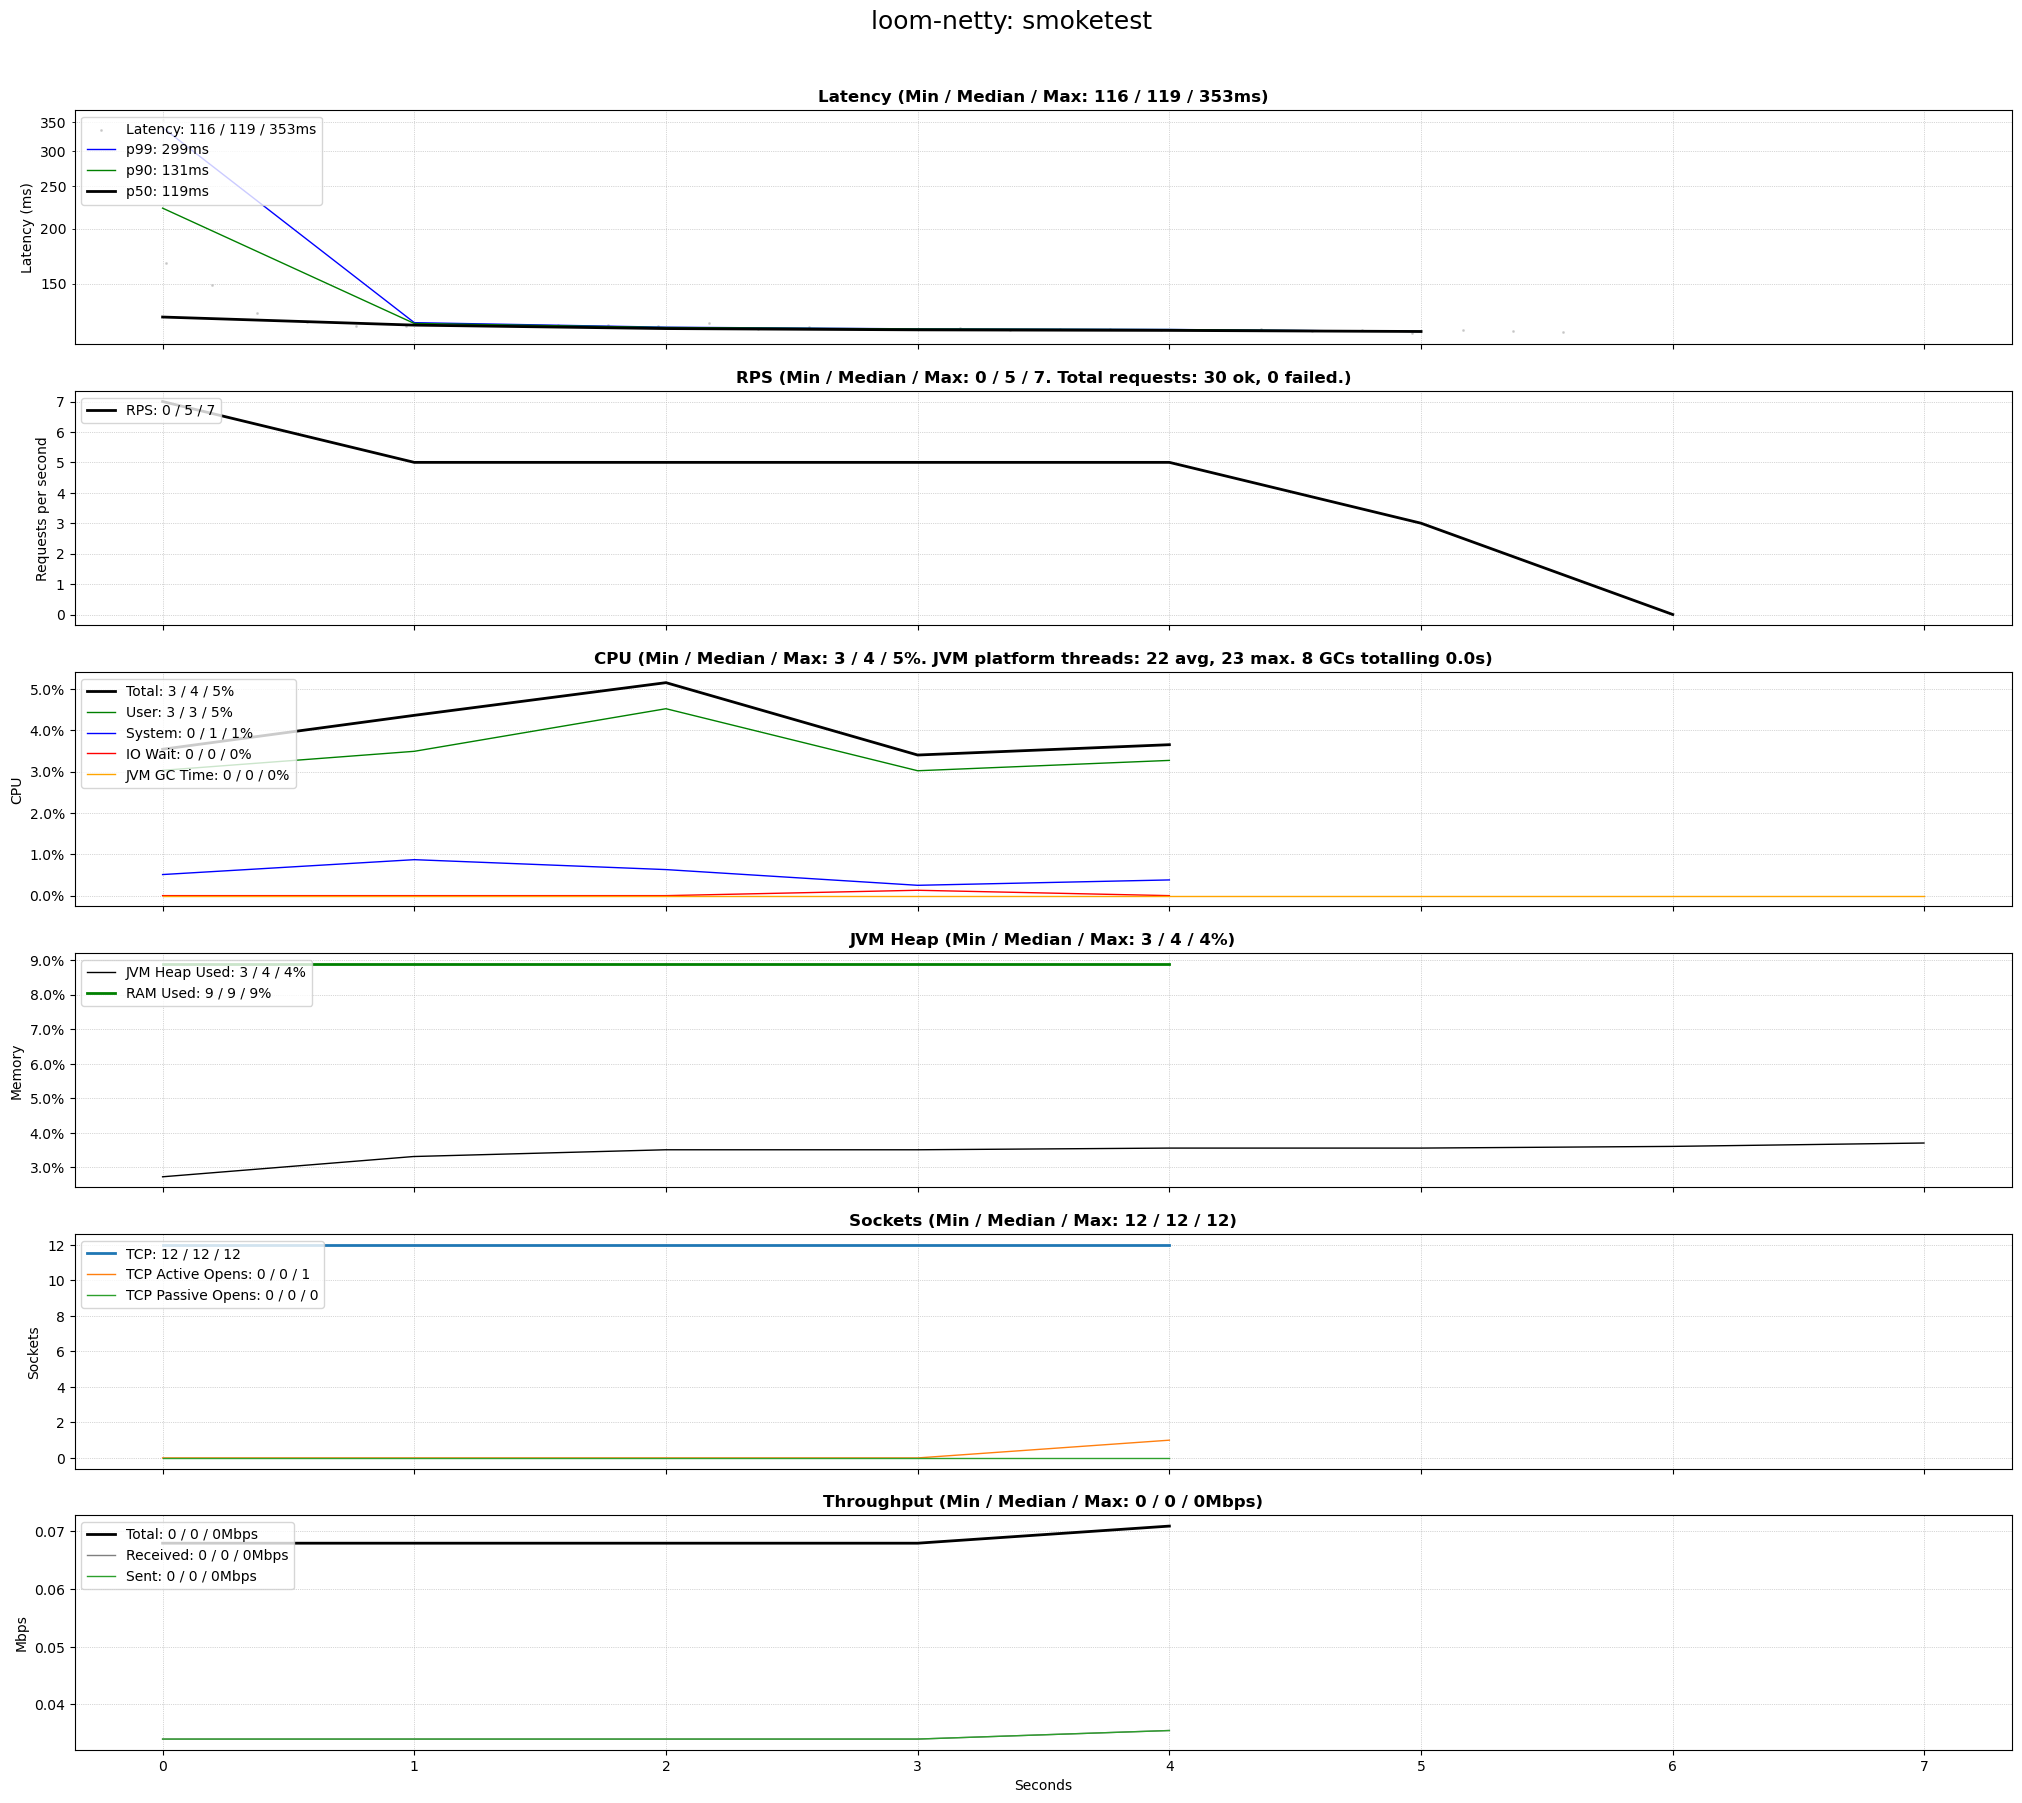 loom-netty: smoketest
Latency (Min / Median / Max: 116 / 119 / 353ms)
Latency (ms)
350
300
250
200
150
Latency: 116 / 119 / 353ms
p99: 299ms
p90: 131ms
p50: 119ms
RPS (Min / Median / Max: 0 / 5 / 7. Total requests: 30 ok, 0 failed.)
Requests per second
7
6
5
4
3
2
1
0
RPS: 0 / 5 / 7
CPU (Min / Median / Max: 3 / 4 / 5%. JVM platform threads: 22 avg, 23 max. 8 GCs totalling 0.0s)
CPU
5.0%
4.0%
3.0%
2.0%
1.0%
0.0%
Total: 3 / 4 / 5%
User: 3 / 3 / 5%
System: 0 / 1 / 1%
IO Wait: 0 / 0 / 0%
JVM GC Time: 0 / 0 / 0%
JVM Heap (Min / Median / Max: 3 / 4 / 4%)
Memory
9.0%
8.0%
7.0%
6.0%
5.0%
4.0%
3.0%
JVM Heap Used: 3 / 4 / 4%
RAM Used: 9 / 9 / 9%
Sockets (Min / Median / Max: 12 / 12 / 12)
Sockets
12
10
8
6
4
2
0
TCP: 12 / 12 / 12
TCP Active Opens: 0 / 0 / 1
TCP Passive Opens: 0 / 0 / 0
Throughput (Min / Median / Max: 0 / 0 / 0Mbps)
Mbps
0.07
0.06
0.05
0.04
Total: 0 / 0 / 0Mbps
Received: 0 / 0 / 0Mbps
Sent: 0 / 0 / 0Mbps
0 1 2 3 4 5 6 7
Seconds